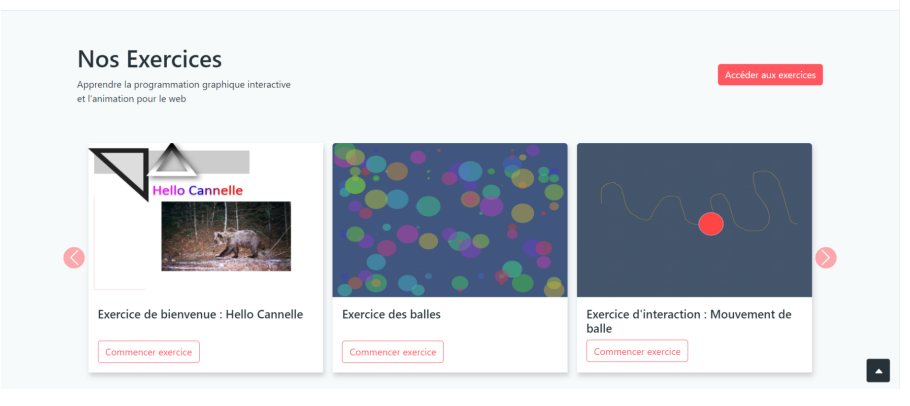 Nos Exercices
Apprendre la programmation graphique interactive
et l'animation pour le web
Accéder aux exercices
Hello Cannelle
Exercice de bienvenue : Hello Cannelle
Commencer exercice
Exercice des balles
Commencer exercice
Exercice d'interaction : Mouvement de
balle
Commencer exercice